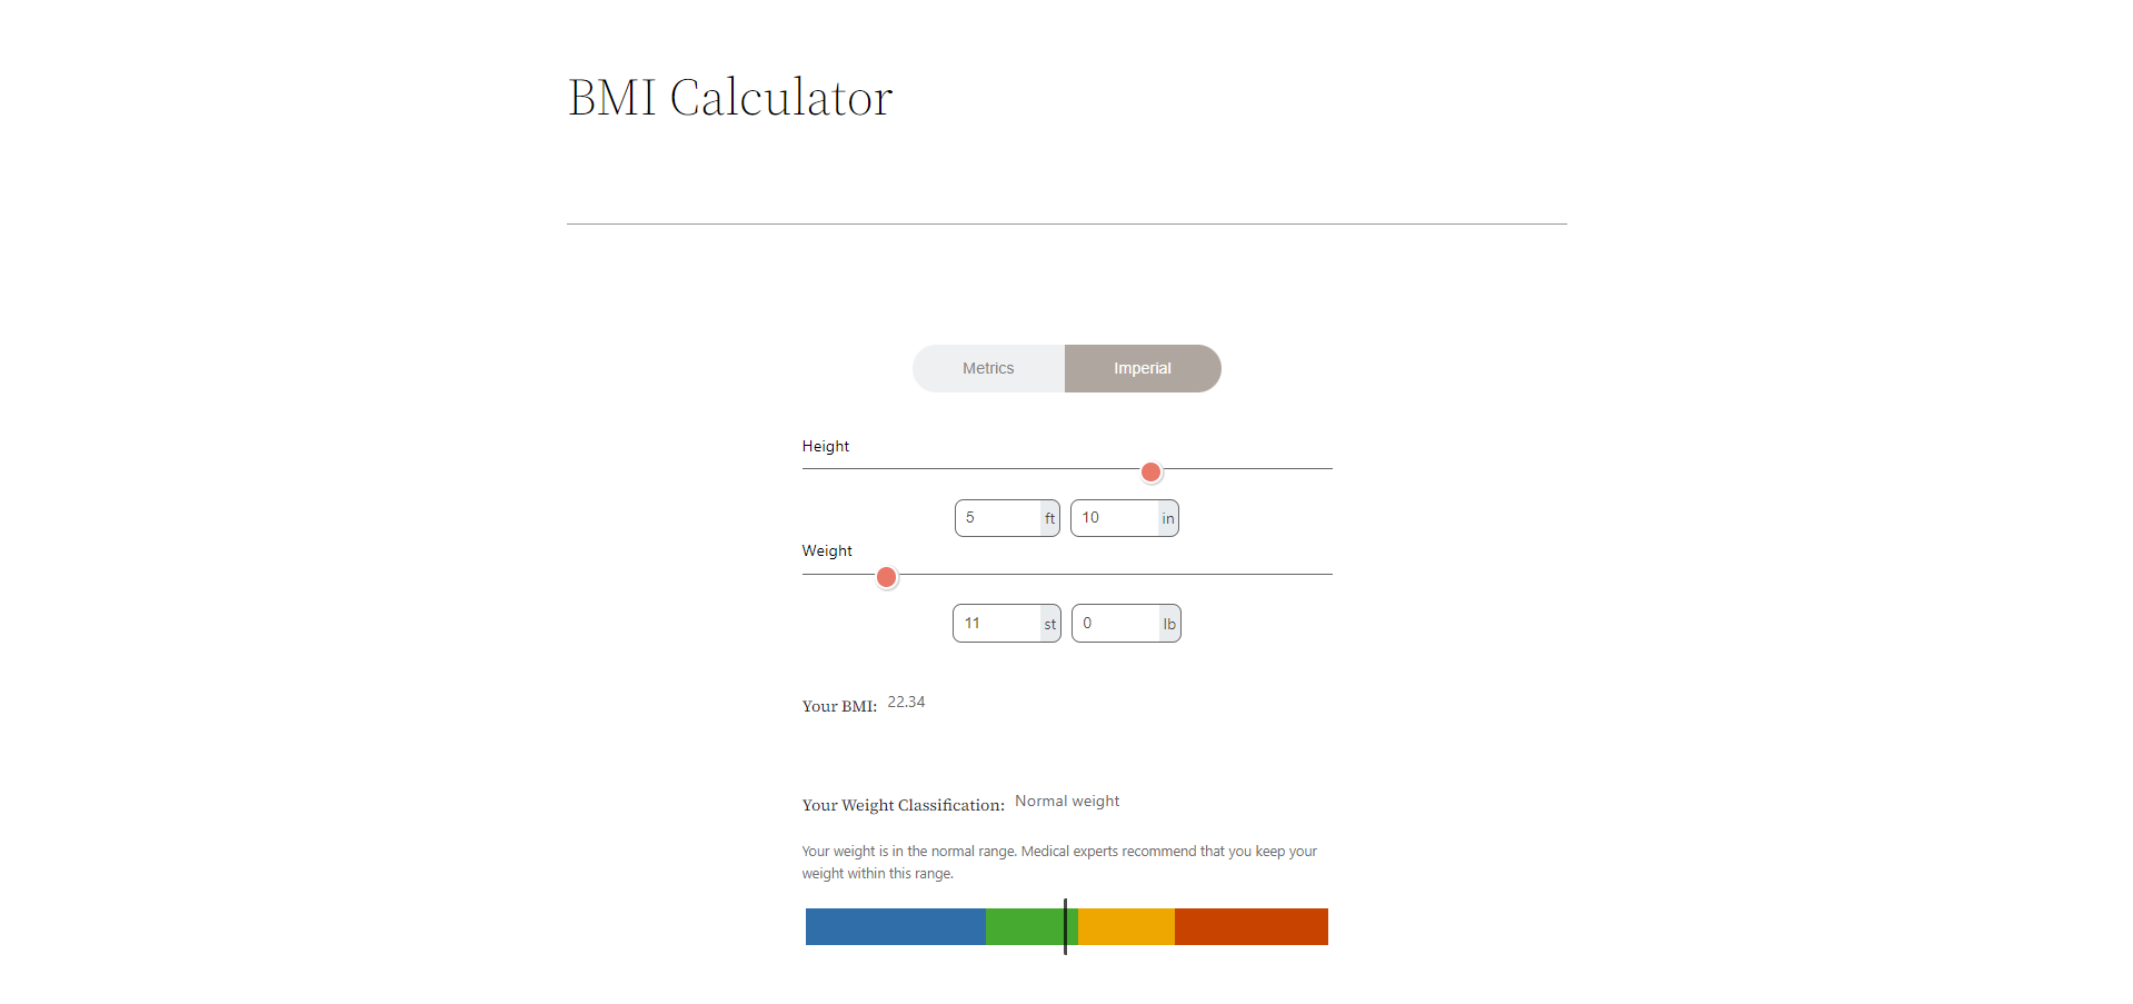 BMI Calculator
Metrics Imperial
Height
5 ft 10 in
Weight
11 st 0 lb
Your BMI: 22.34
Your Weight Classification: Normal weight
Your weight is in the normal range. Medical experts recommend that you keep your
weight within this range.